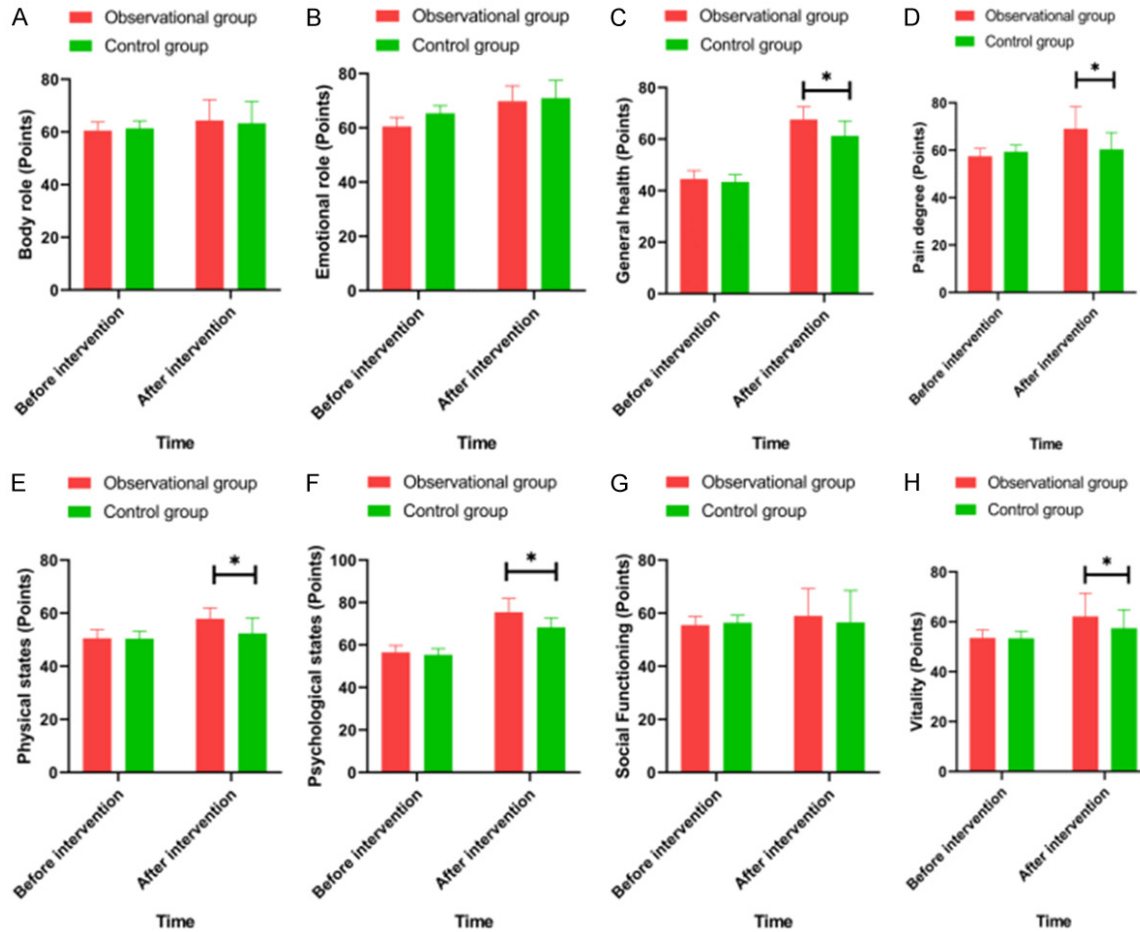 A
Observational group
Control group
Body role (Points)
80
60
40
20
0
Before intervention
After intervention
Time
B
Observational group
Control group
Emotional role (Points)
80
60
40
20
0
Before intervention
After intervention
Time
C
Observational group
Control group
General health (Points)
80
60
40
20
0
*
Before intervention
After intervention
Time
D
Observational group
Control group
Pain degree (Points)
80
60
40
20
0
*
Before intervention
After intervention
Time
E
Observational group
Control group
Physical states (Points)
80
60
40
20
0
*
Before intervention
After intervention
Time
F
Observational group
Control group
Psychological states (Points)
100
80
60
40
20
0
*
Before intervention
After intervention
Time
G
Observational group
Control group
Social Functioning (Points)
80
60
40
20
0
Before intervention
After intervention
Time
H
Observational group
Control group
Vitality (Points)
80
60
40
20
0
*
Before intervention
After intervention
Time